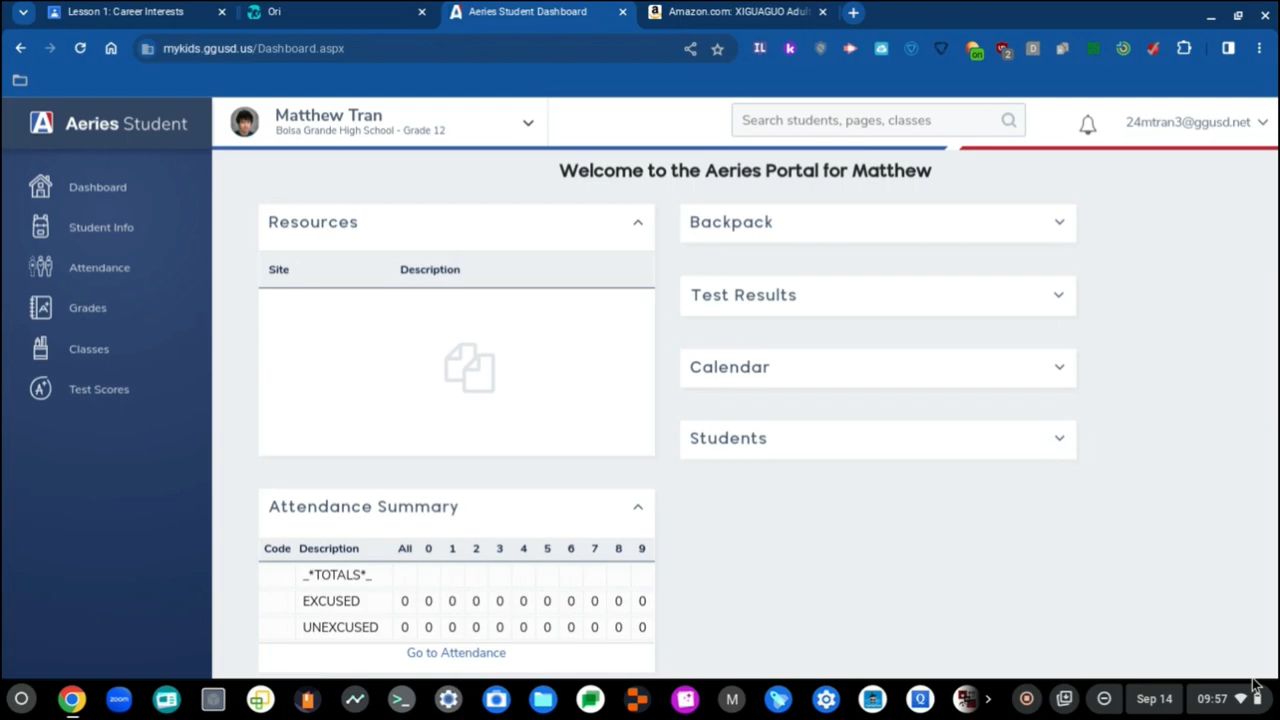 Lesson 1: Career Interests
Ori
Aeries Student Dashboard
Amazon.com: XIGUAGUO Adul
mykids.ggusd.us/Dashboard.aspx
IL
k
on
2
D
Aeries Student
Matthew Tran
Bolsa Grande High School - Grade 12
Search students, pages, classes
24mtran3@ggusd.net
Dashboard
Student Info
Attendance
Grades
Classes
Test Scores
Welcome to the Aeries Portal for Matthew
Resources
Site Description
Backpack
Test Results
Calendar
Students
Attendance Summary
Code Description All 0 1 2 3 4 5 6 7 8 9
_*TOTALS*_
EXCUSED 0 0 0 0 0 0 0 0 0 0 0
UNEXCUSED 0 0 0 0 0 0 0 0 0 0 0
Go to Attendance
zoom
M
Q
Sep 14
09:57